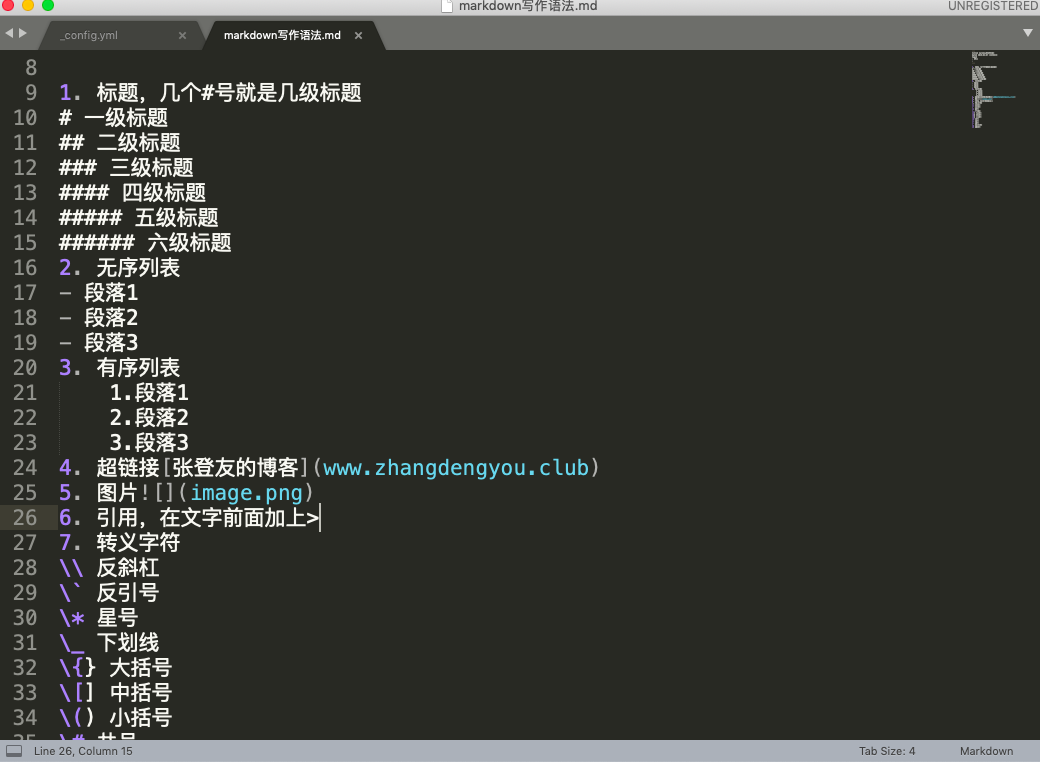 markdown写作语法.md
UNREGISTERED
_config.yml
markdown写作语法.md
8
9 1. 标题，几个#号就是几级标题
10 # 一级标题
11 ## 二级标题
12 ### 三级标题
13 #### 四级标题
14 ##### 五级标题
15 ###### 六级标题
16 2. 无序列表
17 - 段落1
18 - 段落2
19 - 段落3
20 3. 有序列表
21 1.段落1
22 2.段落2
23 3.段落3
24 4. 超链接[张登友的博客](www.zhangdengyou.club)
25 5. 图片![](image.png)
26 6. 引用，在文字前面加上>
27 7. 转义字符
28 \\ 反斜杠
29 \` 反引号
30 \* 星号
31 \_ 下划线
32 \{} 大括号
33 \[] 中括号
34 \() 小括号
35 \# 井号
Line 26, Column 15
Tab Size: 4
Markdown